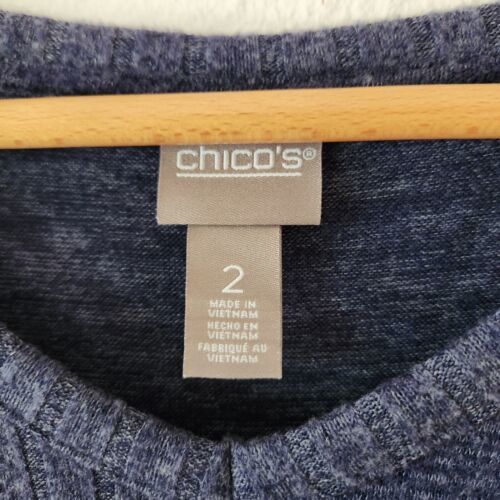 chico's®
2
MADE IN
VIETNAM
HECHO EN
VIETNAM
FABRIQUÉ AU
VIETNAM